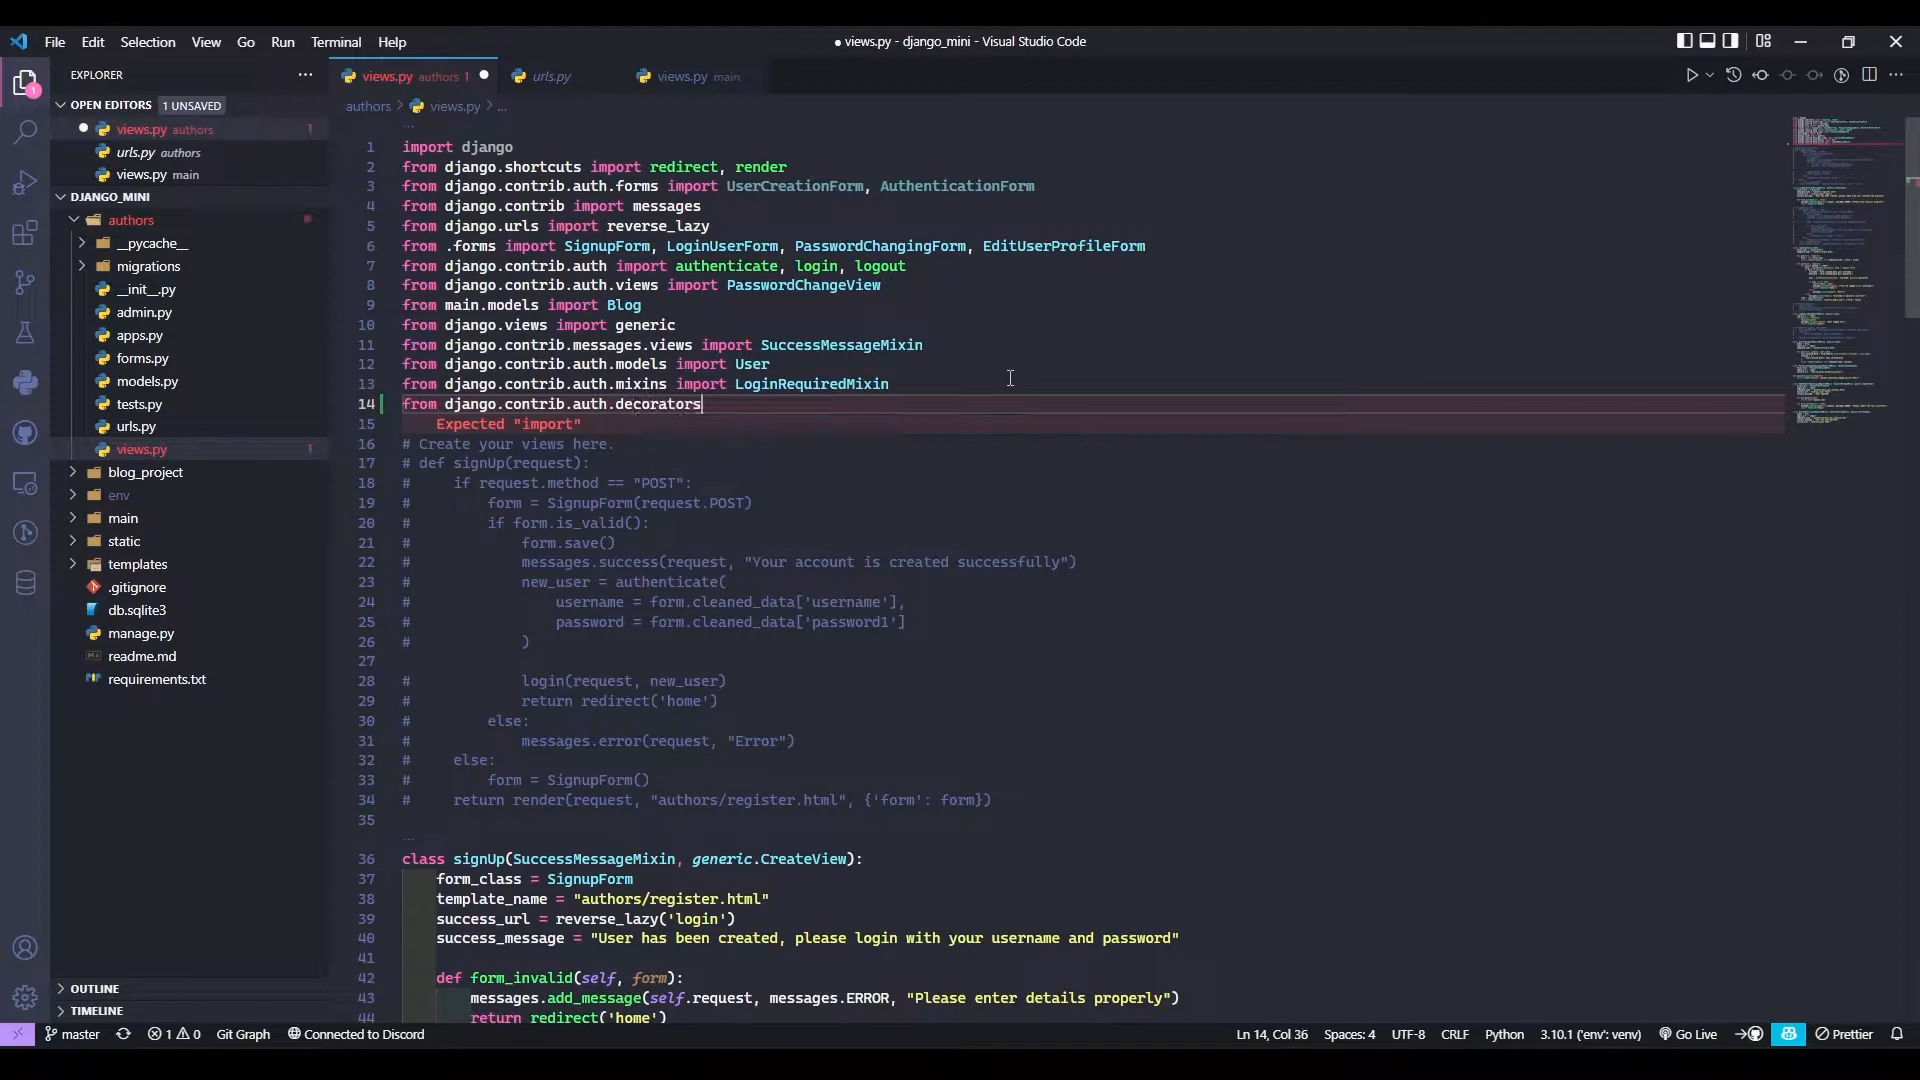 File Edit Selection View Go Run Terminal Help
● views.py - django_mini - Visual Studio Code
EXPLORER
OPEN EDITORS 1 UNSAVED
views.py authors 1
urls.py authors
views.py main
DJANGO_MINI
authors
__pycache__
migrations
__init__.py
admin.py
apps.py
forms.py
models.py
tests.py
urls.py
views.py 1
blog_project
env
main
static
templates
.gitignore
db.sqlite3
manage.py
readme.md
requirements.txt
OUTLINE
TIMELINE
1
views.py authors 1
urls.py
views.py main
authors > views.py > ...
...
1 import django
2 from django.shortcuts import redirect, render
3 from django.contrib.auth.forms import UserCreationForm, AuthenticationForm
4 from django.contrib import messages
5 from django.urls import reverse_lazy
6 from .forms import SignupForm, LoginUserForm, PasswordChangingForm, EditUserProfileForm
7 from django.contrib.auth import authenticate, login, logout
8 from django.contrib.auth.views import PasswordChangeView
9 from main.models import Blog
10 from django.views import generic
11 from django.contrib.messages.views import SuccessMessageMixin
12 from django.contrib.auth.models import User
13 from django.contrib.auth.mixins import LoginRequiredMixin
14 from django.contrib.auth.decorators
15 Expected "import"
16 # Create your views here.
17 # def signUp(request):
18 #     if request.method == "POST":
19 #         form = SignupForm(request.POST)
20 #         if form.is_valid():
21 #             form.save()
22 #             messages.success(request, "Your account is created successfully")
23 #             new_user = authenticate(
24 #                 username = form.cleaned_data['username'],
25 #                 password = form.cleaned_data['password1']
26 #             )
27
28 #             login(request, new_user)
29 #             return redirect('home')
30 #         else:
31 #             messages.error(request, "Error")
32 #     else:
33 #         form = SignupForm()
34 #     return render(request, "authors/register.html", {'form': form})
35
...
36 class signUp(SuccessMessageMixin, generic.CreateView):
37     form_class = SignupForm
38     template_name = "authors/register.html"
39     success_url = reverse_lazy('login')
40     success_message = "User has been created, please login with your username and password"
41
42     def form_invalid(self, form):
43         messages.add_message(self.request, messages.ERROR, "Please enter details properly")
44         return redirect('home')
master 1 0 Git Graph Connected to Discord
Ln 14, Col 36 Spaces: 4 UTF-8 CRLF Python 3.10.1 ('env': venv) Go Live Prettier